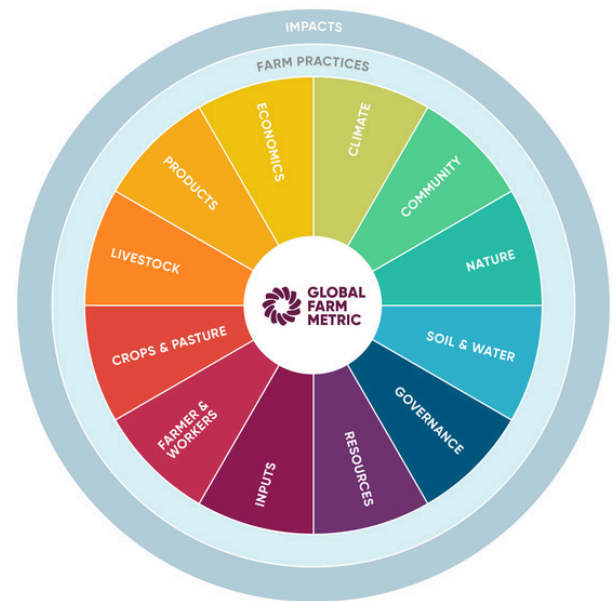 IMPACTS
FARM PRACTICES
CLIMATE
COMMUNITY
NATURE
SOIL & WATER
GOVERNANCE
RESOURCES
INPUTS
FARMER &
WORKERS
CROPS & PASTURE
LIVESTOCK
PRODUCTS
ECONOMICS
GLOBAL
FARM
METRIC